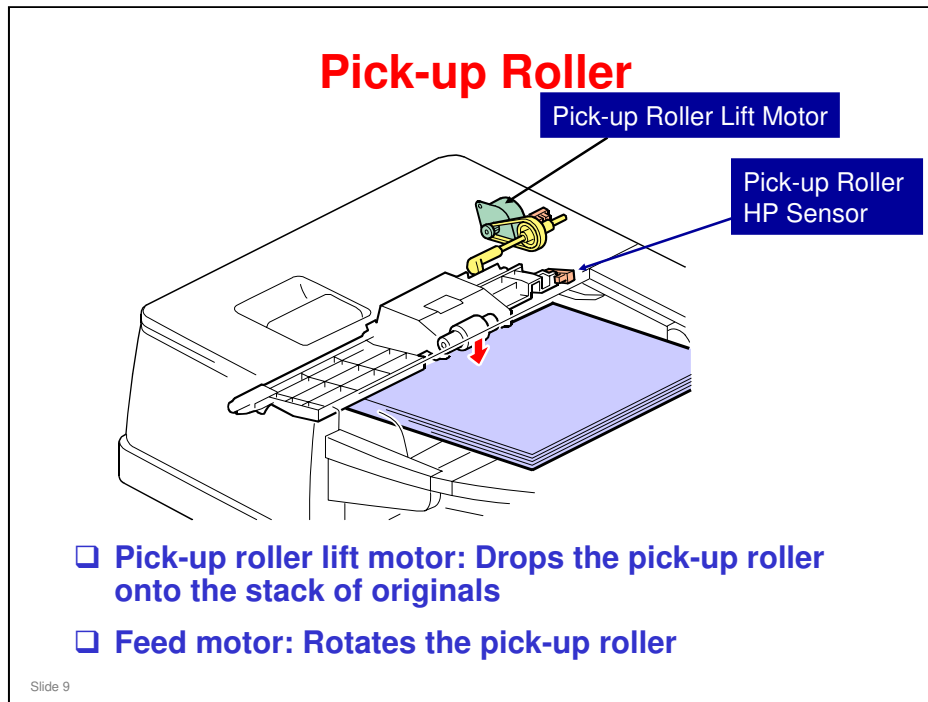 Pick-up Roller
Pick-up Roller Lift Motor
Pick-up Roller
HP Sensor
❑ Pick-up roller lift motor: Drops the pick-up roller
onto the stack of originals
❑ Feed motor: Rotates the pick-up roller
Slide 9